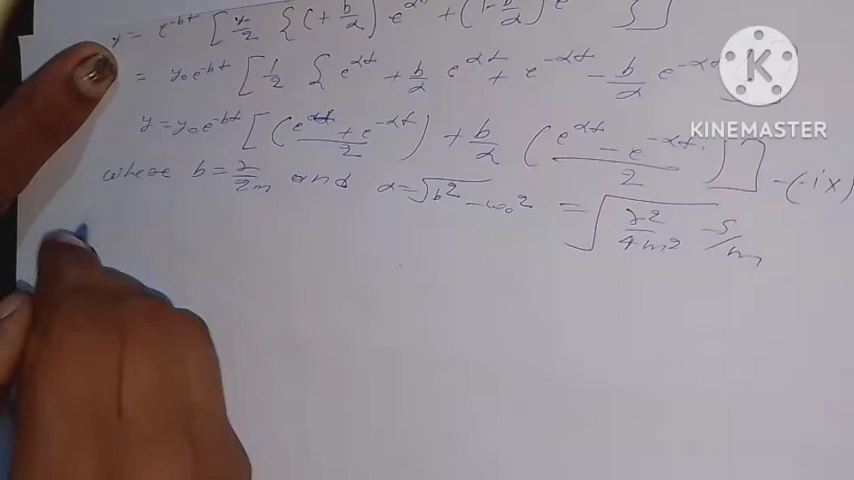 y = e^-bt [ y₀/2 { (1 + b/α) e^αt + (1 - b/α) e } ]
= y₀e^-bt [ 1/2 { e^αt + b/α e^αt + e^-αt - b/α e^-αt
y = y₀e^-bt [ (e^αt + e^-αt / 2) + b/α (e^αt - e^-αt / 2) ] - (-ix)
where b = r/2m and α = √b² - ω₀² = √r²/4m² - s/m
K
KINEMASTER